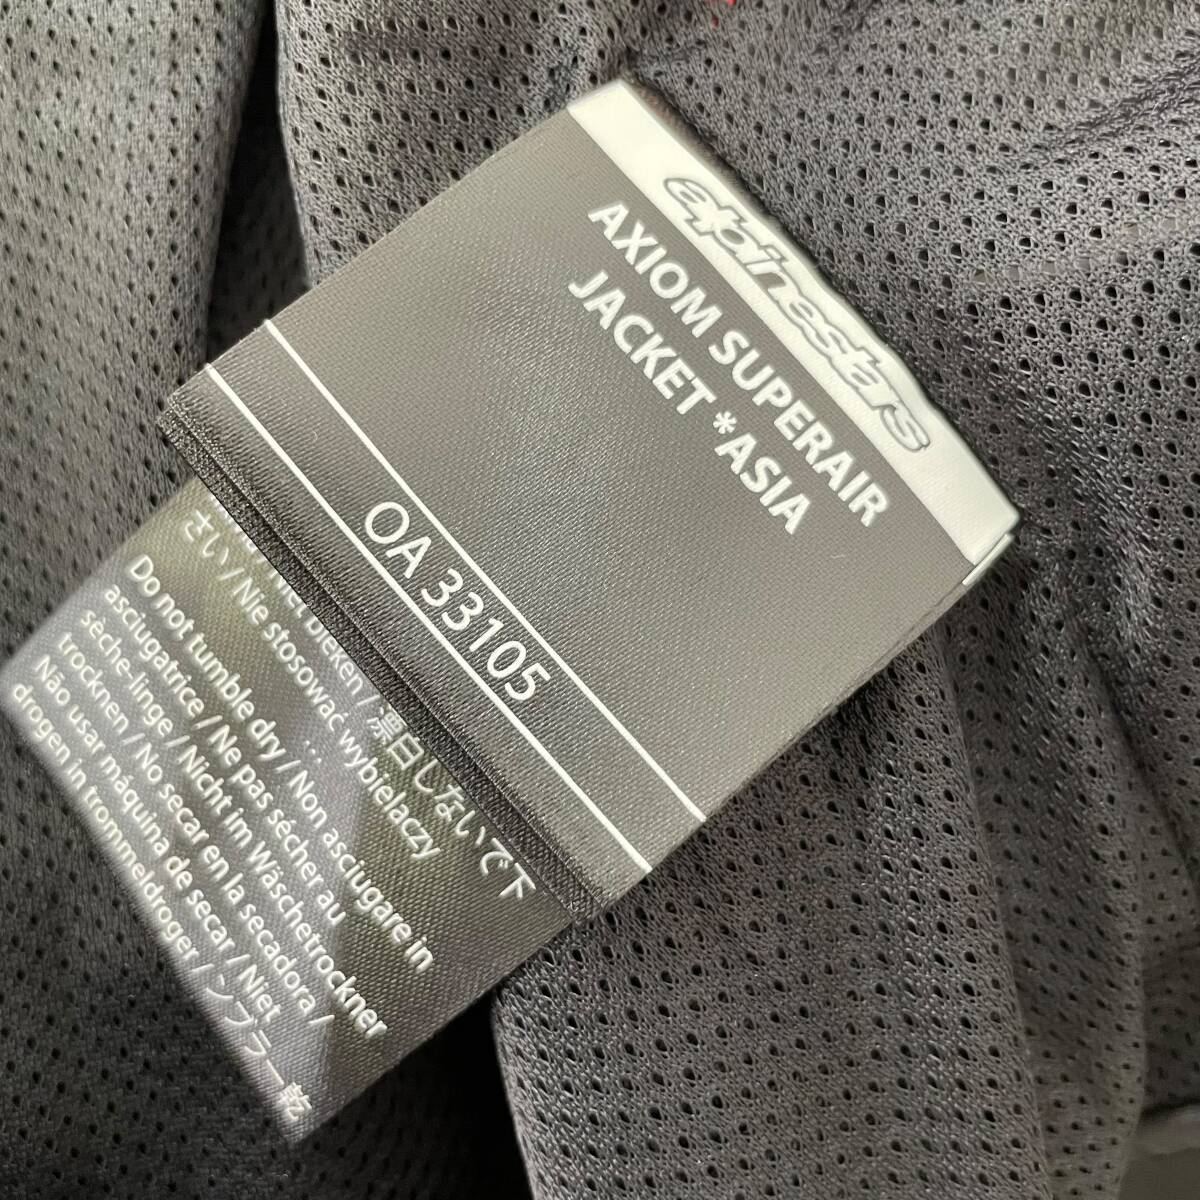 alpinestars
AXIOM SUPERAIR
JACKET *ASIA
OA 33105
Niet bleken / 漂白しないで下
さい / Nie stosować wybielaczy
Do not tumble dry / Non asciugare in
asciugatrice / Ne pas sécher au
sèche-linge / Nicht im Wäschetrockner
trocknen / No secar en la secadora /
Não usar máquina de secar / Niet
drogen in trommeldroger / ンブラー乾